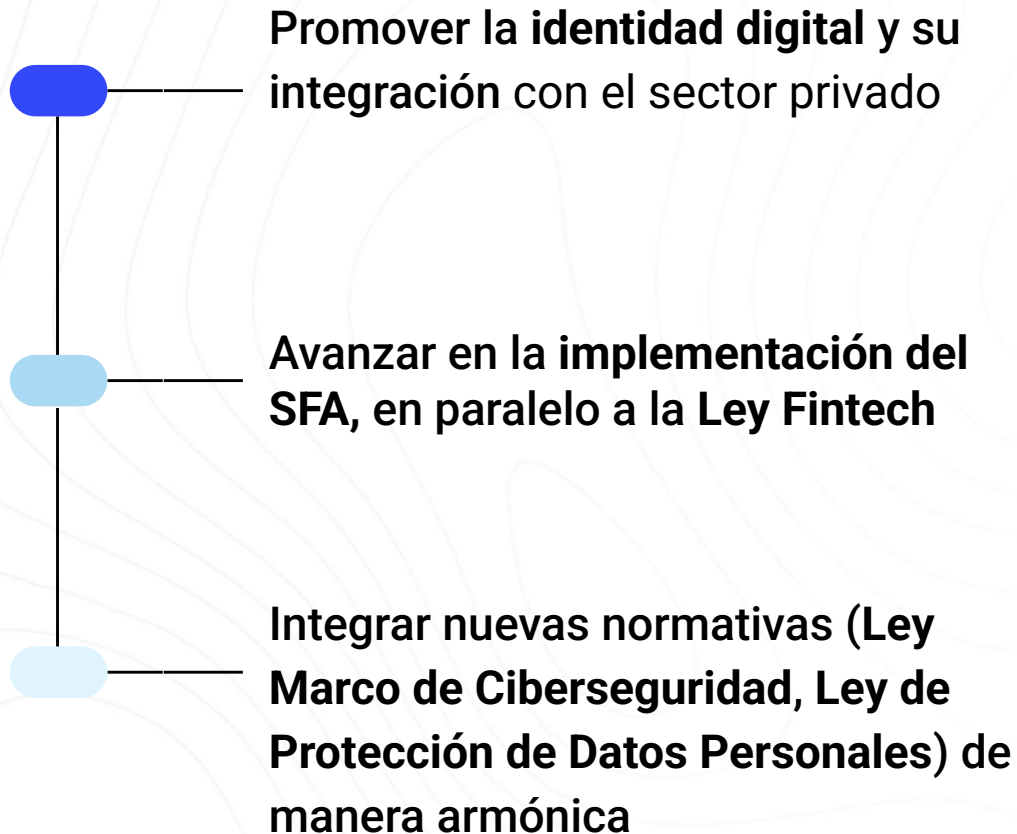 Promover la identidad digital y su
integración con el sector privado
Avanzar en la implementación del
SFA, en paralelo a la Ley Fintech
Integrar nuevas normativas (Ley
Marco de Ciberseguridad, Ley de
Protección de Datos Personales) de
manera armónica